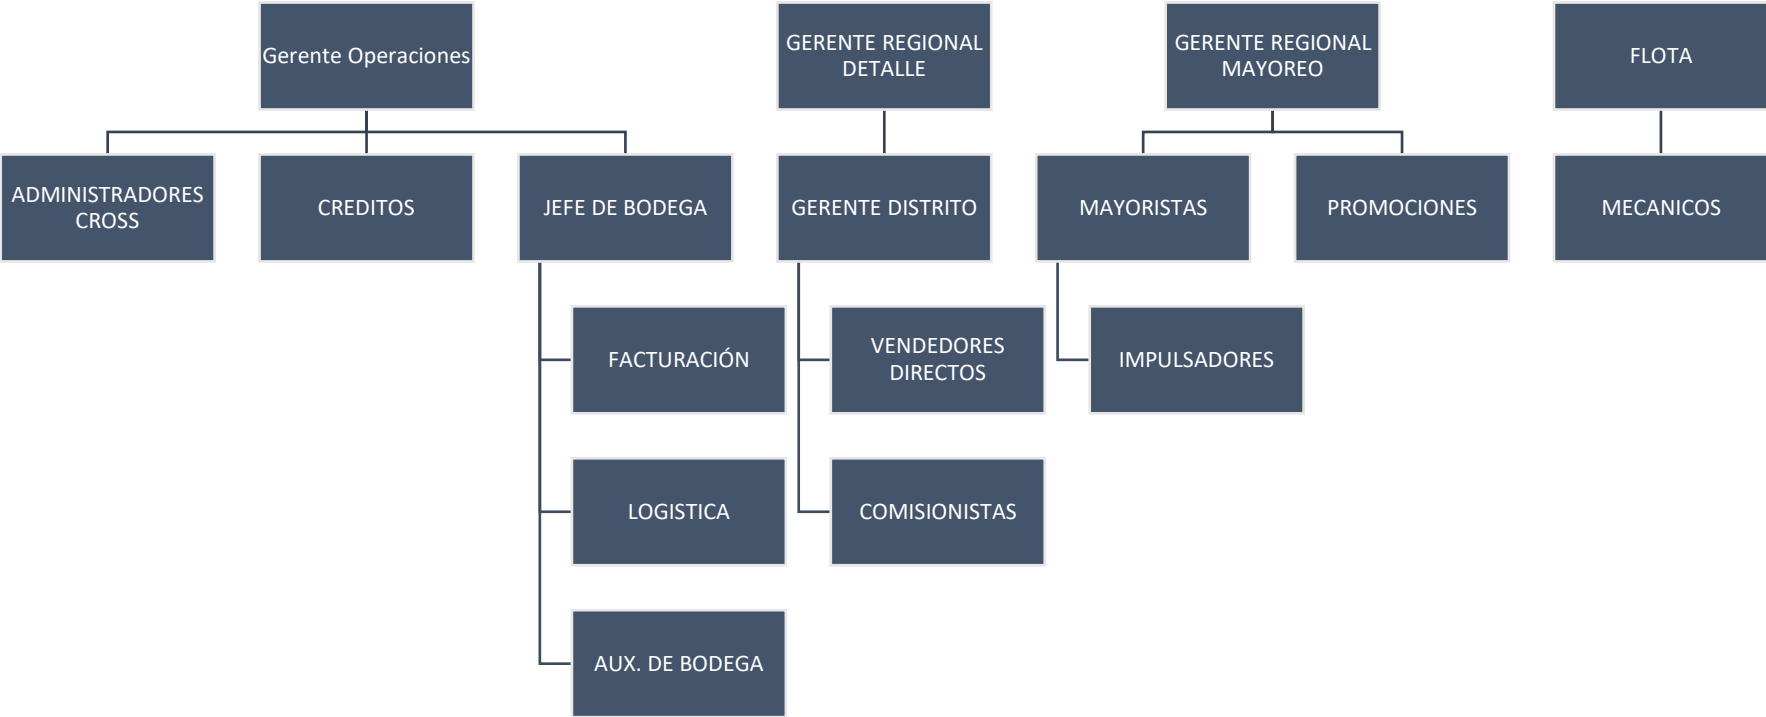 Gerente Operaciones
GERENTE REGIONAL
DETALLE
GERENTE REGIONAL
MAYOREO
FLOTA
ADMINISTRADORES
CROSS
CREDITOS
JEFE DE BODEGA
GERENTE DISTRITO
MAYORISTAS
PROMOCIONES
MECANICOS
FACTURACIÓN
VENDEDORES
DIRECTOS
IMPULSADORES
LOGISTICA
COMISIONISTAS
AUX. DE BODEGA